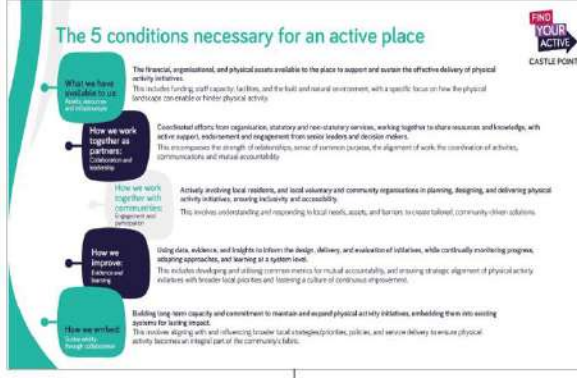 The 5 conditions necessary for an active place
FIND
YOUR
ACTIVE
CASTLE POINT
What we have
available to us:
Assets, resources
and infrastructure
The financial, organisational, and physical assets available to the place to support and sustain the effective delivery of physical
activity initiatives.
This includes funding, staff capacity, facilities, and the build and natural environment, with a specific focus on how the physical
landscape can enable or hinder physical activity.
How we work
together as
partners:
Collaboration and
leadership
Coordinated efforts from organisation, statutory and non-statutory services, working together to share resources and knowledge, with
active support, endorsement and engagement from senior leaders and decision makers.
This encompasses the strength of relationships, sense of common purpose, the alignment of work, the coordination of activities,
communications and mutual accountability
How we work
together with
communities:
Engagement and
participation
Actively involving local residents, and local voluntary and community organisations in planning, designing, and delivering physical
activity initiatives, ensuring inclusivity and accessibility.
This involves understanding and responding to local needs, assets, and barriers to create tailored, community-driven solutions.
How we
improve:
Evidence and
learning
Using data, evidence, and insights to inform the design, delivery, and evaluation of initiatives, while continually monitoring progress,
adapting approaches, and learning at a system level.
This includes developing and utilising common metrics for mutual accountability, and ensuring strategic alignment of physical activity
initiatives with broader local priorities and fostering a culture of continuous improvement.
How we embed:
Sustainability
through collaboration
Building long-term capacity and commitment to maintain and expand physical activity initiatives, embedding them into existing
systems for lasting impact.
This involves aligning with and influencing broader local strategies/priorities, policies, and service delivery to ensure physical
activity becomes an integral part of the community's fabric.